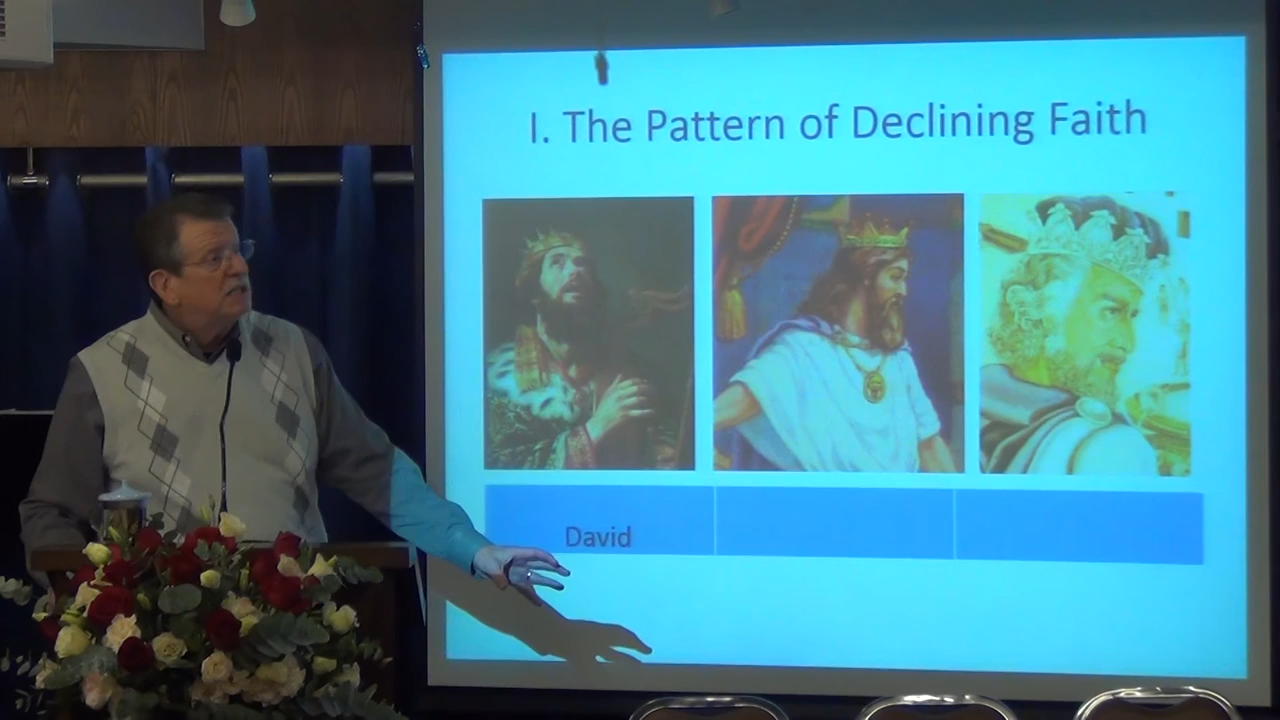 I. The Pattern of Declining Faith
David